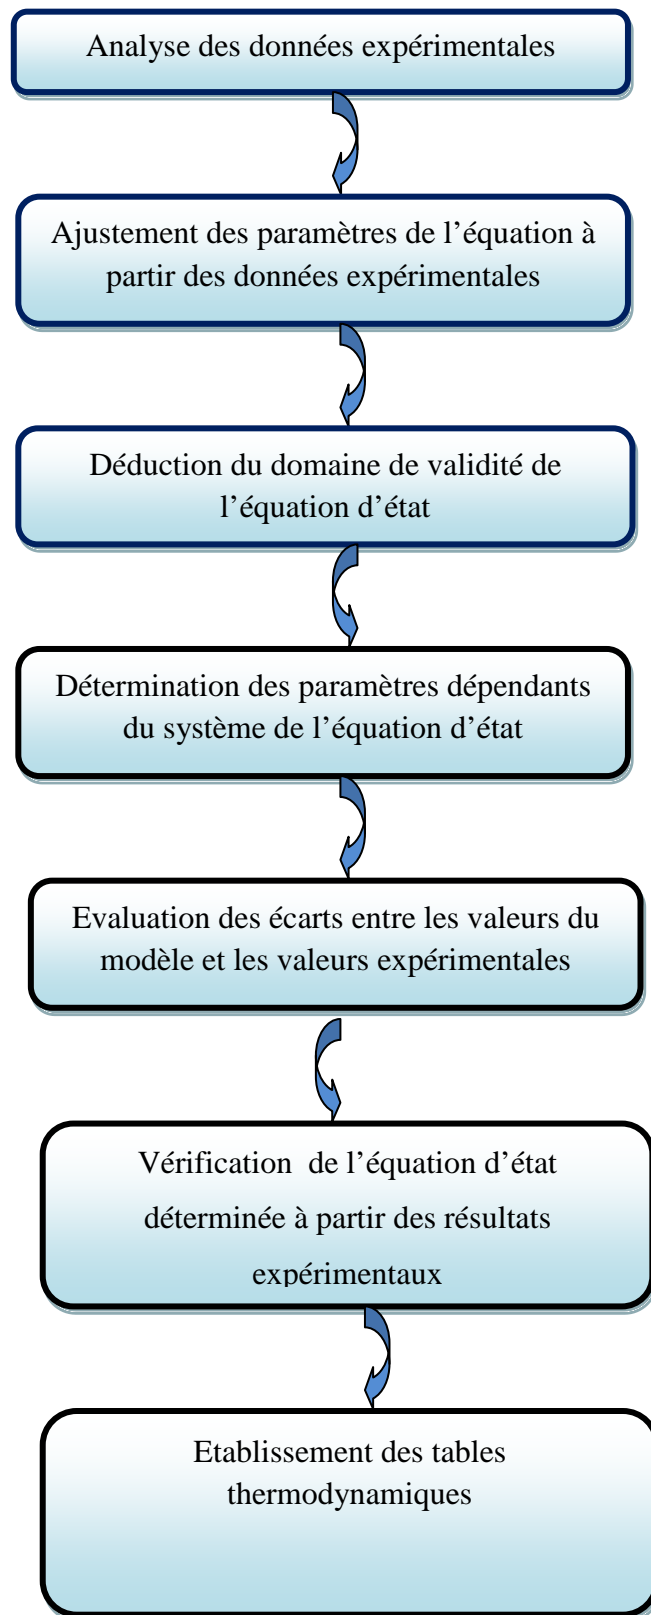 Analyse des données expérimentales
Ajustement des paramètres de l’équation à
partir des données expérimentales
Déduction du domaine de validité de
l’équation d’état
Détermination des paramètres dépendants
du système de l’équation d’état
Evaluation des écarts entre les valeurs du
modèle et les valeurs expérimentales
Vérification de l’équation d’état
déterminée à partir des résultats
expérimentaux
Etablissement des tables
thermodynamiques